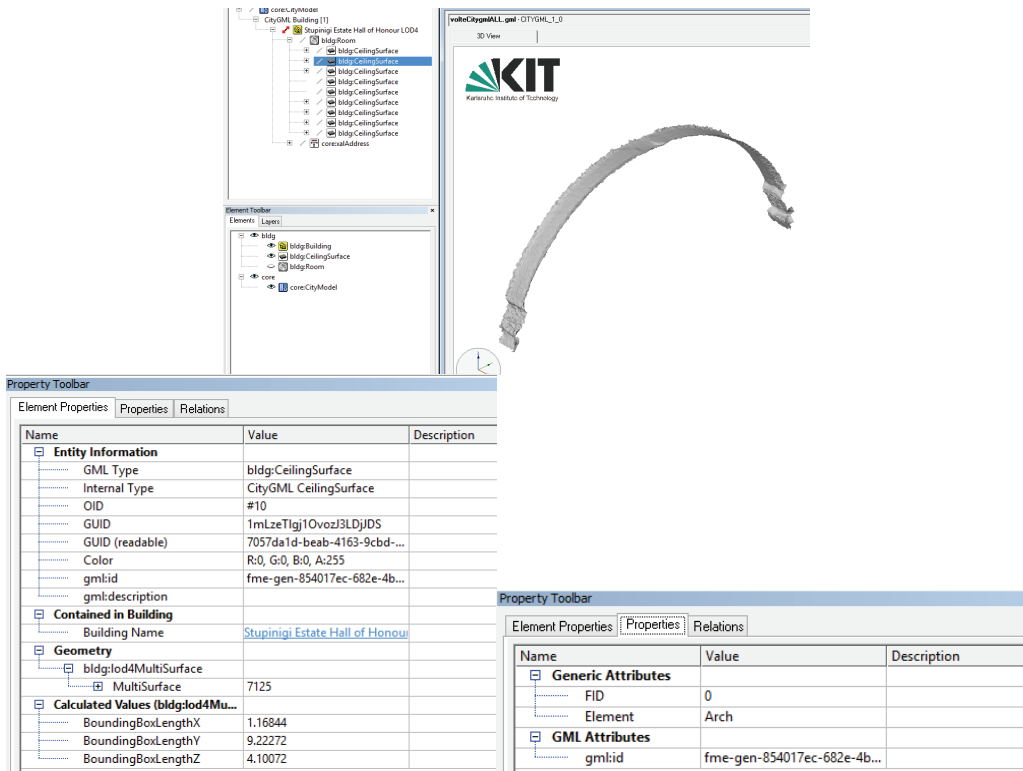 core:CityModel
CityGML Building [1]
Stupinigi Estate Hall of Honour LOD4
bldg:Room
bldg:CeilingSurface
bldg:CeilingSurface
bldg:CeilingSurface
bldg:CeilingSurface
bldg:CeilingSurface
bldg:CeilingSurface
bldg:CeilingSurface
bldg:CeilingSurface
bldg:CeilingSurface
core:xalAddress
volteCitygmlALL.gml - CITYGML_1_0
3D View
KIT
Karlsruhe Institute of Technology
Element Toolbar
Elements Layers
bldg
bldg:Building
bldg:CeilingSurface
bldg:Room
core
core:CityModel
Property Toolbar
Element Properties Properties Relations
Name Value Description
Entity Information
GML Type bldg:CeilingSurface
Internal Type CityGML CeilingSurface
OID #10
GUID 1mLzeTIgj1OvozJ3LDjJDS
GUID (readable) 7057da1d-beab-4163-9cbd-...
Color R:0, G:0, B:0, A:255
gml:id fme-gen-854017ec-682e-4b...
gml:description
Contained in Building
Building Name Stupinigi Estate Hall of Honou
Geometry
bldg:lod4MultiSurface
MultiSurface 7125
Calculated Values (bldg:lod4Mu...
BoundingBoxLengthX 1.16844
BoundingBoxLengthY 9.22272
BoundingBoxLengthZ 4.10072
Property Toolbar
Element Properties Properties Relations
Name Value Description
Generic Attributes
FID 0
Element Arch
GML Attributes
gml:id fme-gen-854017ec-682e-4b...